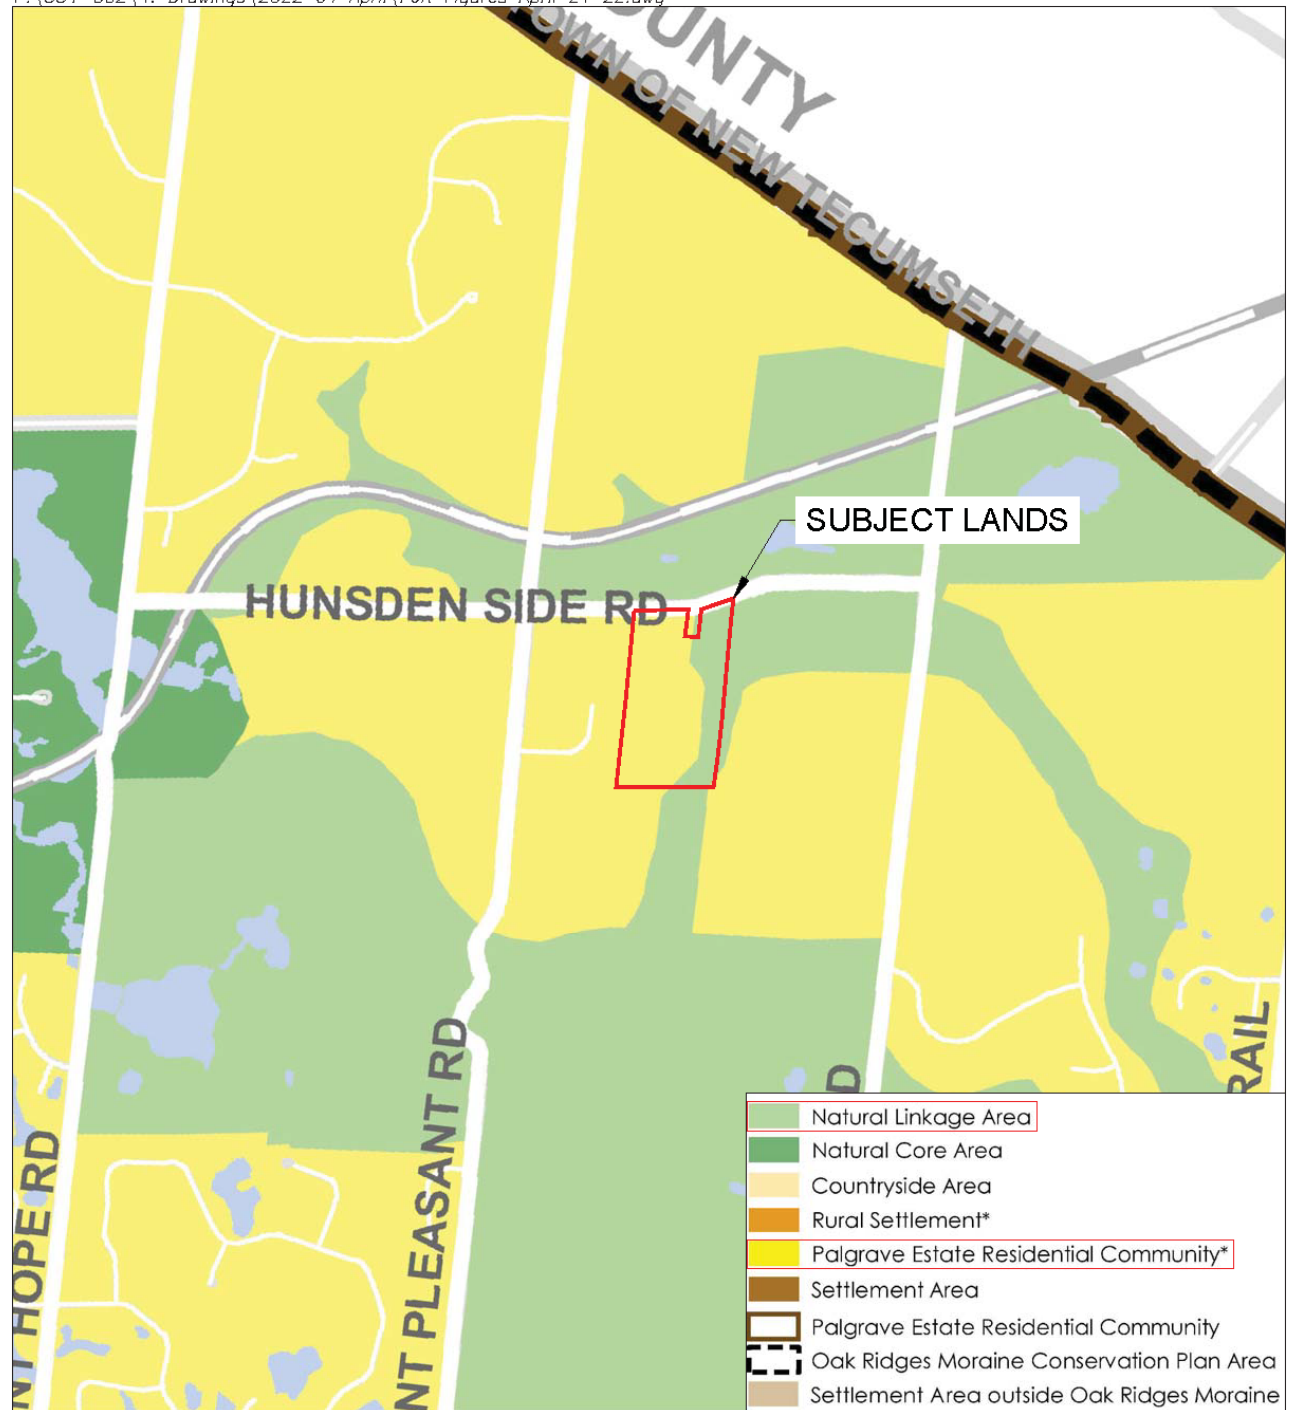 COUNTY
TOWN OF NEW TECUMSETH
SUBJECT LANDS
HUNSDEN SIDE RD
NT PLEASANT RD
D
RAIL
NT HOPE RD
Natural Linkage Area
Natural Core Area
Countryside Area
Rural Settlement*
Palgrave Estate Residential Community*
Settlement Area
Palgrave Estate Residential Community
Oak Ridges Moraine Conservation Plan Area
Settlement Area outside Oak Ridges Moraine